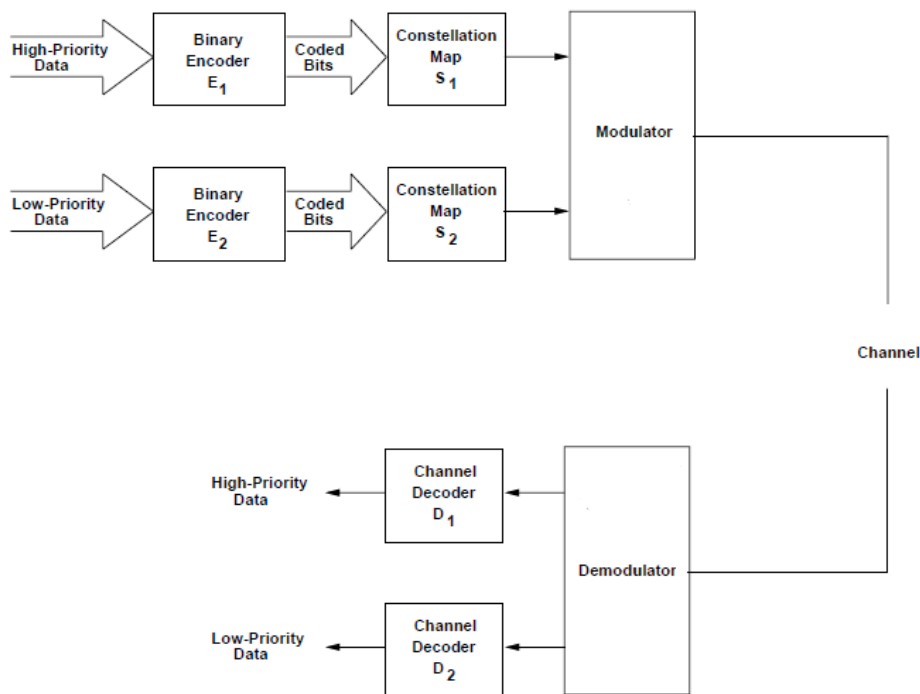 High-Priority
Data
Binary
Encoder
E1
Coded
Bits
Constellation
Map
S1
Modulator
Low-Priority
Data
Binary
Encoder
E2
Coded
Bits
Constellation
Map
S2
Channel
High-Priority
Data
Channel
Decoder
D1
Demodulator
Low-Priority
Data
Channel
Decoder
D2